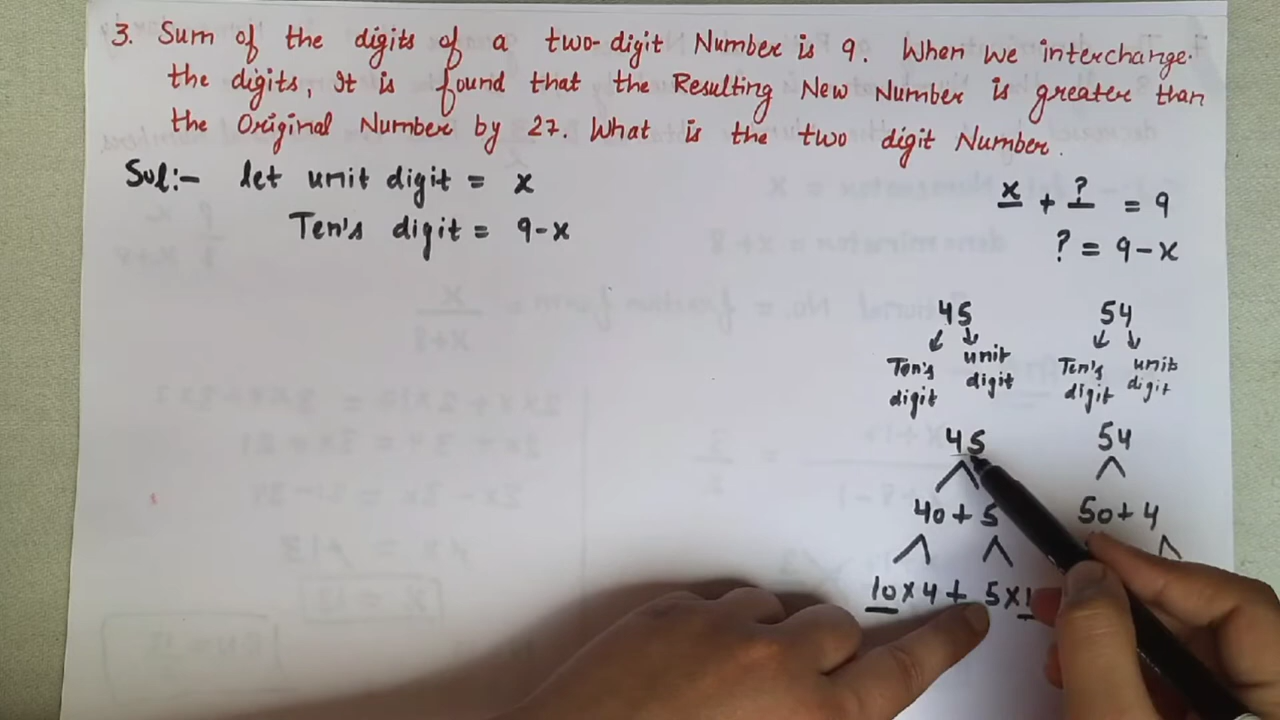 3. Sum of the digits of a two-digit Number is 9. When we interchange
the digits, It is found that the Resulting New Number is greater than
the Original Number by 27. What is the two digit Number.
Sol:- let unit digit = x
Ten's digit = 9-x
x + ? = 9
? = 9-x
45 54
Ten's digit unit digit Ten's digit unit digit
45 54
40+5 50+4
10×4+ 5×1